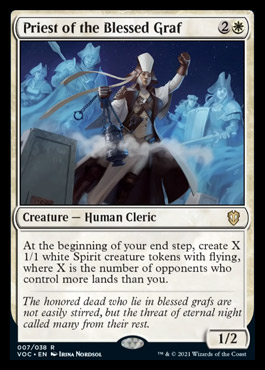 Priest of the Blessed Graf 2
Creature — Human Cleric
At the beginning of your end step, create X
1/1 white Spirit creature tokens with flying,
where X is the number of opponents who
control more lands than you.
The honored dead who lie in blessed grafs are
not easily stirred, but the threat of eternal night
called many from their rest.
1/2
007/038 R
VOC • EN Irina Nordsol
™ & © 2021 Wizards of the Coast